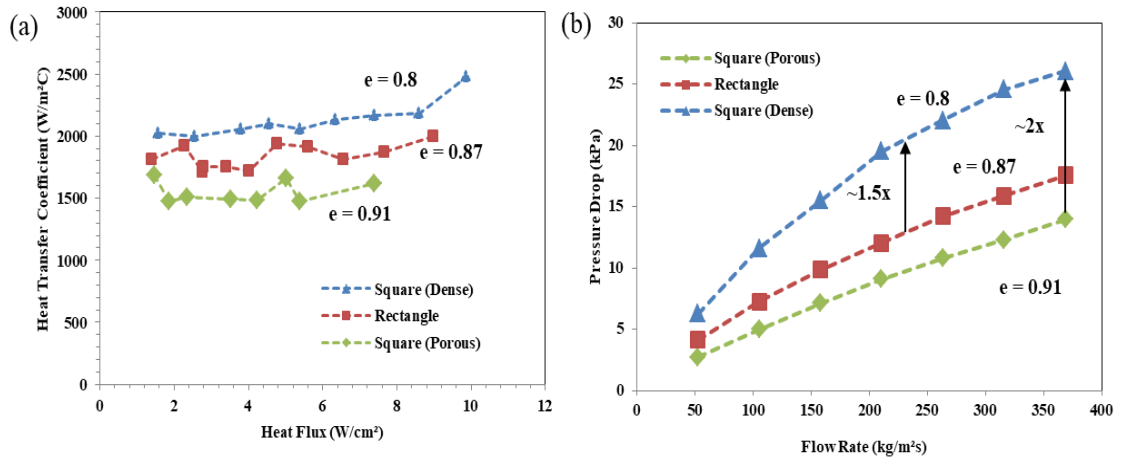 (a)
3000
2500
2000
1500
1000
500
0
0 2 4 6 8 10 12
Heat Transfer Coefficient (W/m²C)
Heat Flux (W/cm²)
e = 0.8
e = 0.87
e = 0.91
Square (Dense)
Rectangle
Square (Porous)
(b)
30
25
20
15
10
5
0
0 50 100 150 200 250 300 350 400
Pressure Drop (kPa)
Flow Rate (kg/m²s)
Square (Porous)
Rectangle
Square (Dense)
e = 0.8
~2x
e = 0.87
~1.5x
e = 0.91